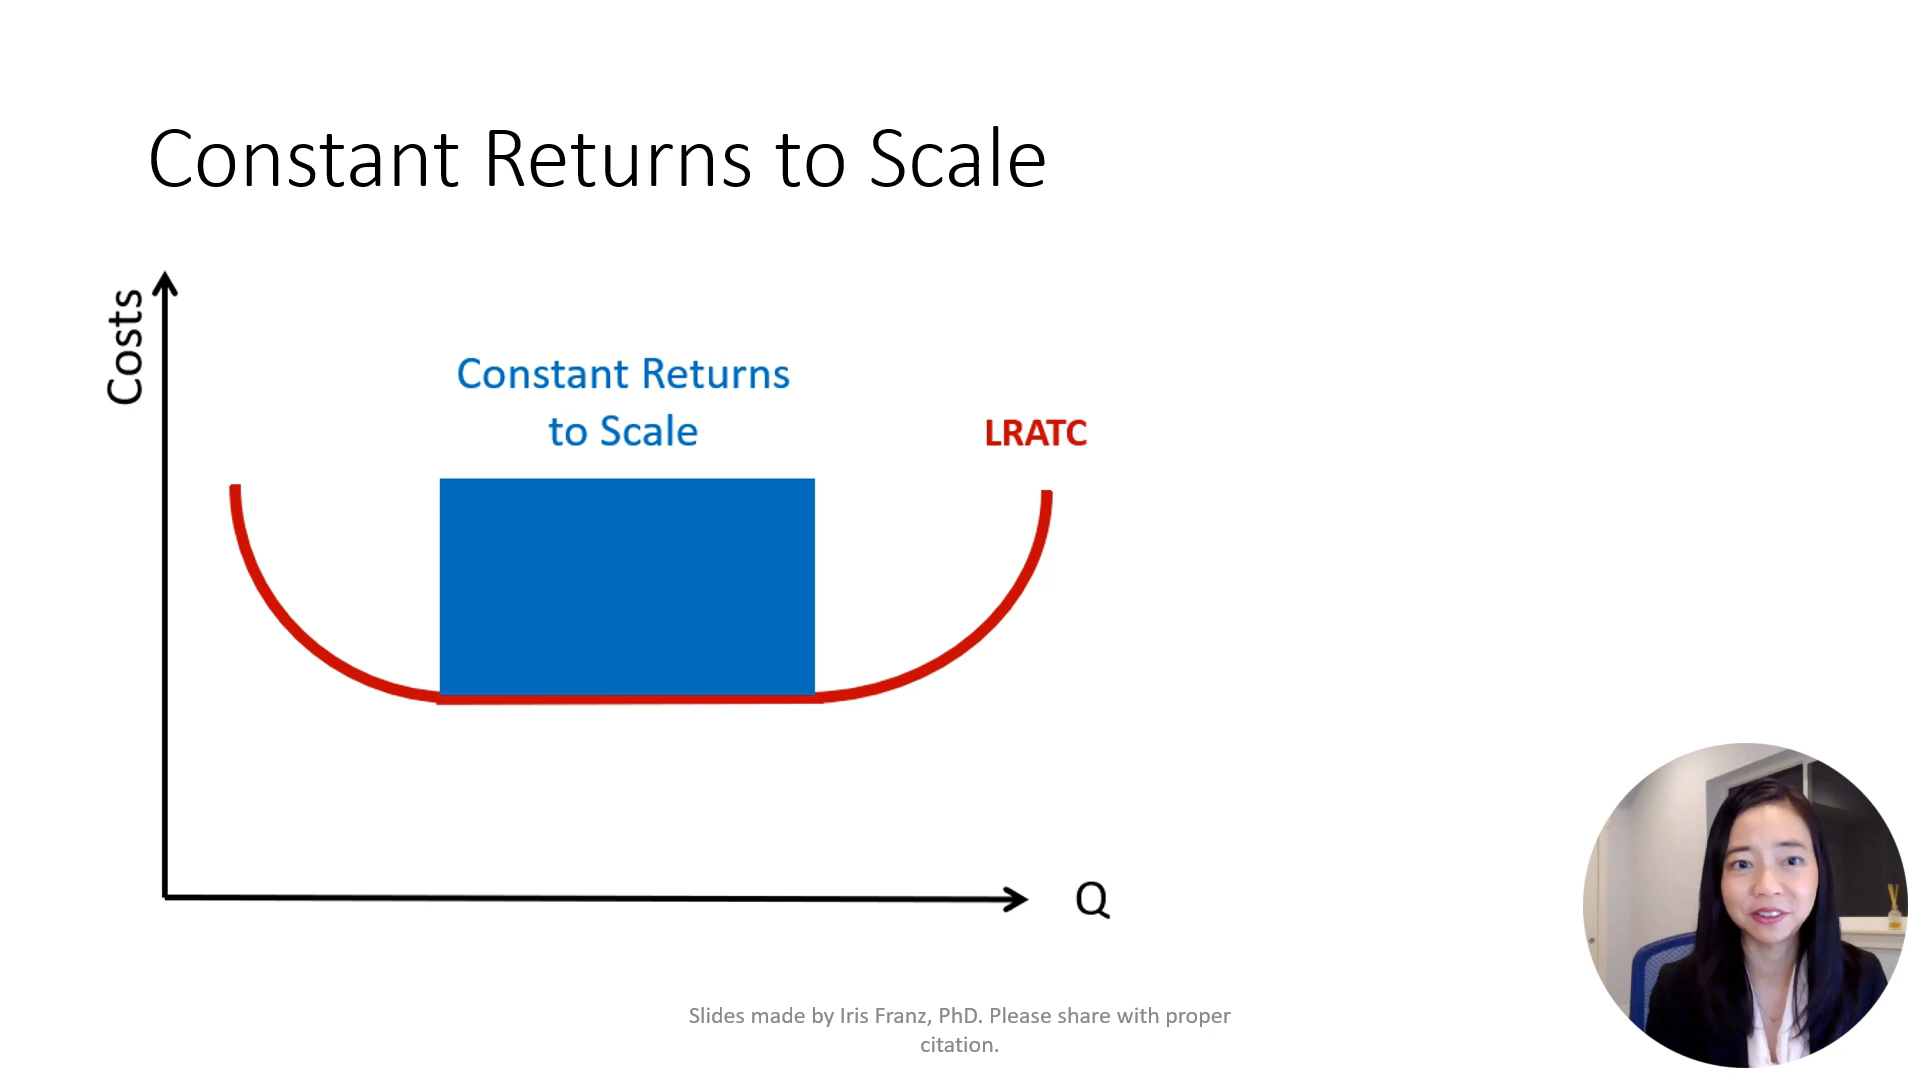 Constant Returns to Scale
Costs
Constant Returns
to Scale
LRATC
Q
Slides made by Iris Franz, PhD. Please share with proper
citation.